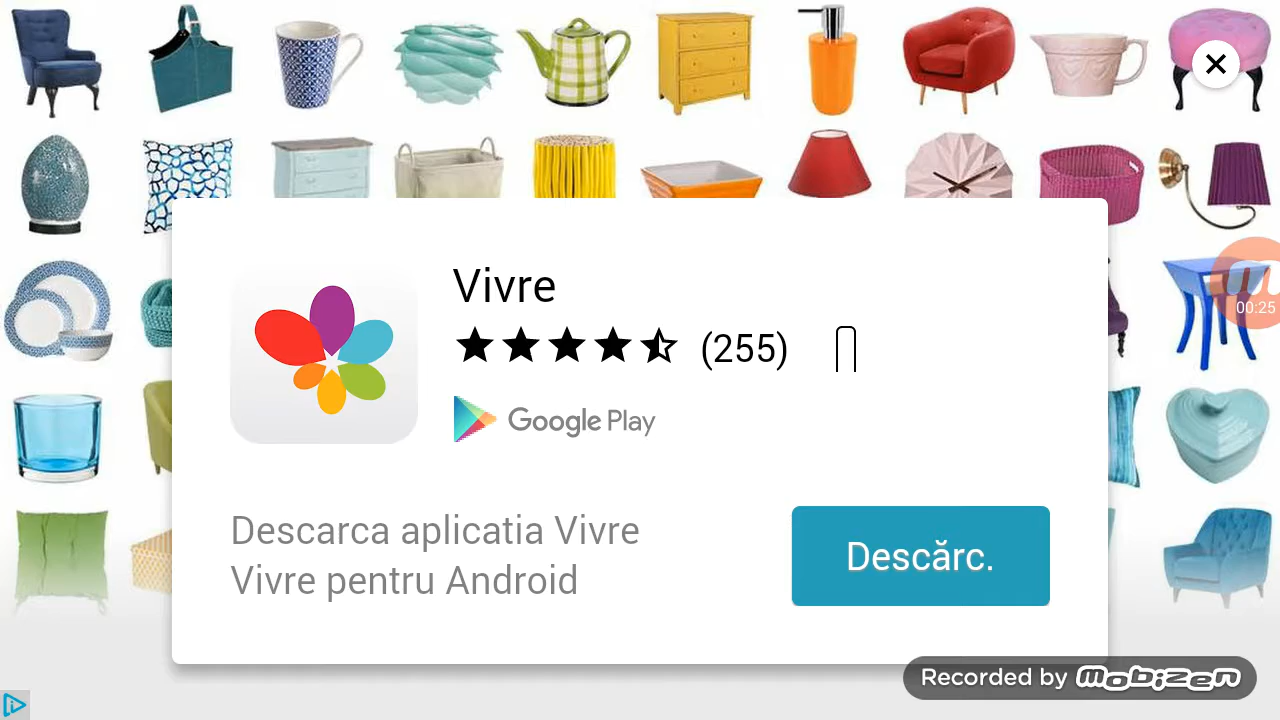 Vivre
(255)
Google Play
Descarca aplicatia Vivre
Vivre pentru Android
Descărc.
00:25
Recorded by mobizen